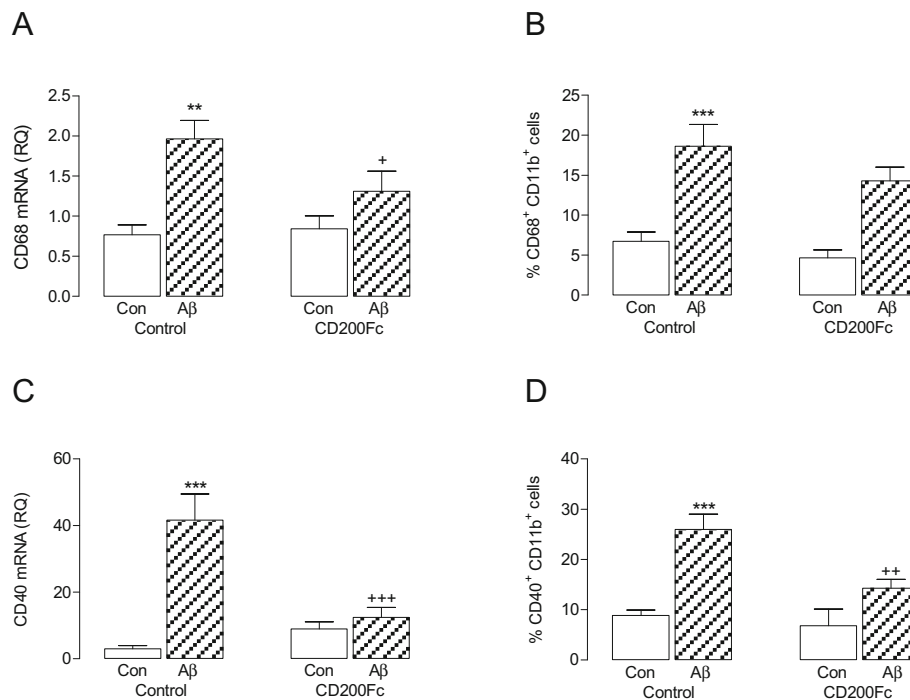 A
CD68 mRNA (RQ)
2.5
2.0
1.5
1.0
0.5
0.0
**
+
Con Aβ Con Aβ
Control CD200Fc
B
% CD68⁺ CD11b⁺ cells
25
20
15
10
5
0
***
Con Aβ Con Aβ
Control CD200Fc
C
CD40 mRNA (RQ)
60
40
20
0
***
+++
Con Aβ Con Aβ
Control CD200Fc
D
% CD40⁺ CD11b⁺ cells
40
30
20
10
0
***
++
Con Aβ Con Aβ
Control CD200Fc